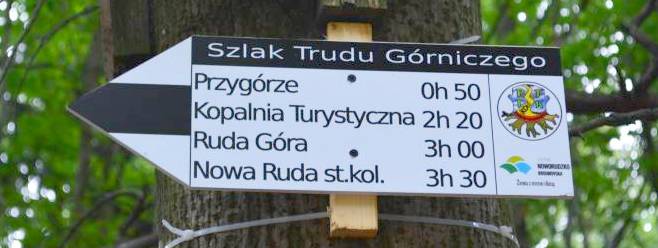 Szlak Trudu Górniczego
Przygórze 0h 50
Kopalnia Turystyczna 2h 20
Ruda Góra 3h 00
Nowa Ruda st.kol. 3h 30
NOWORUDZKO